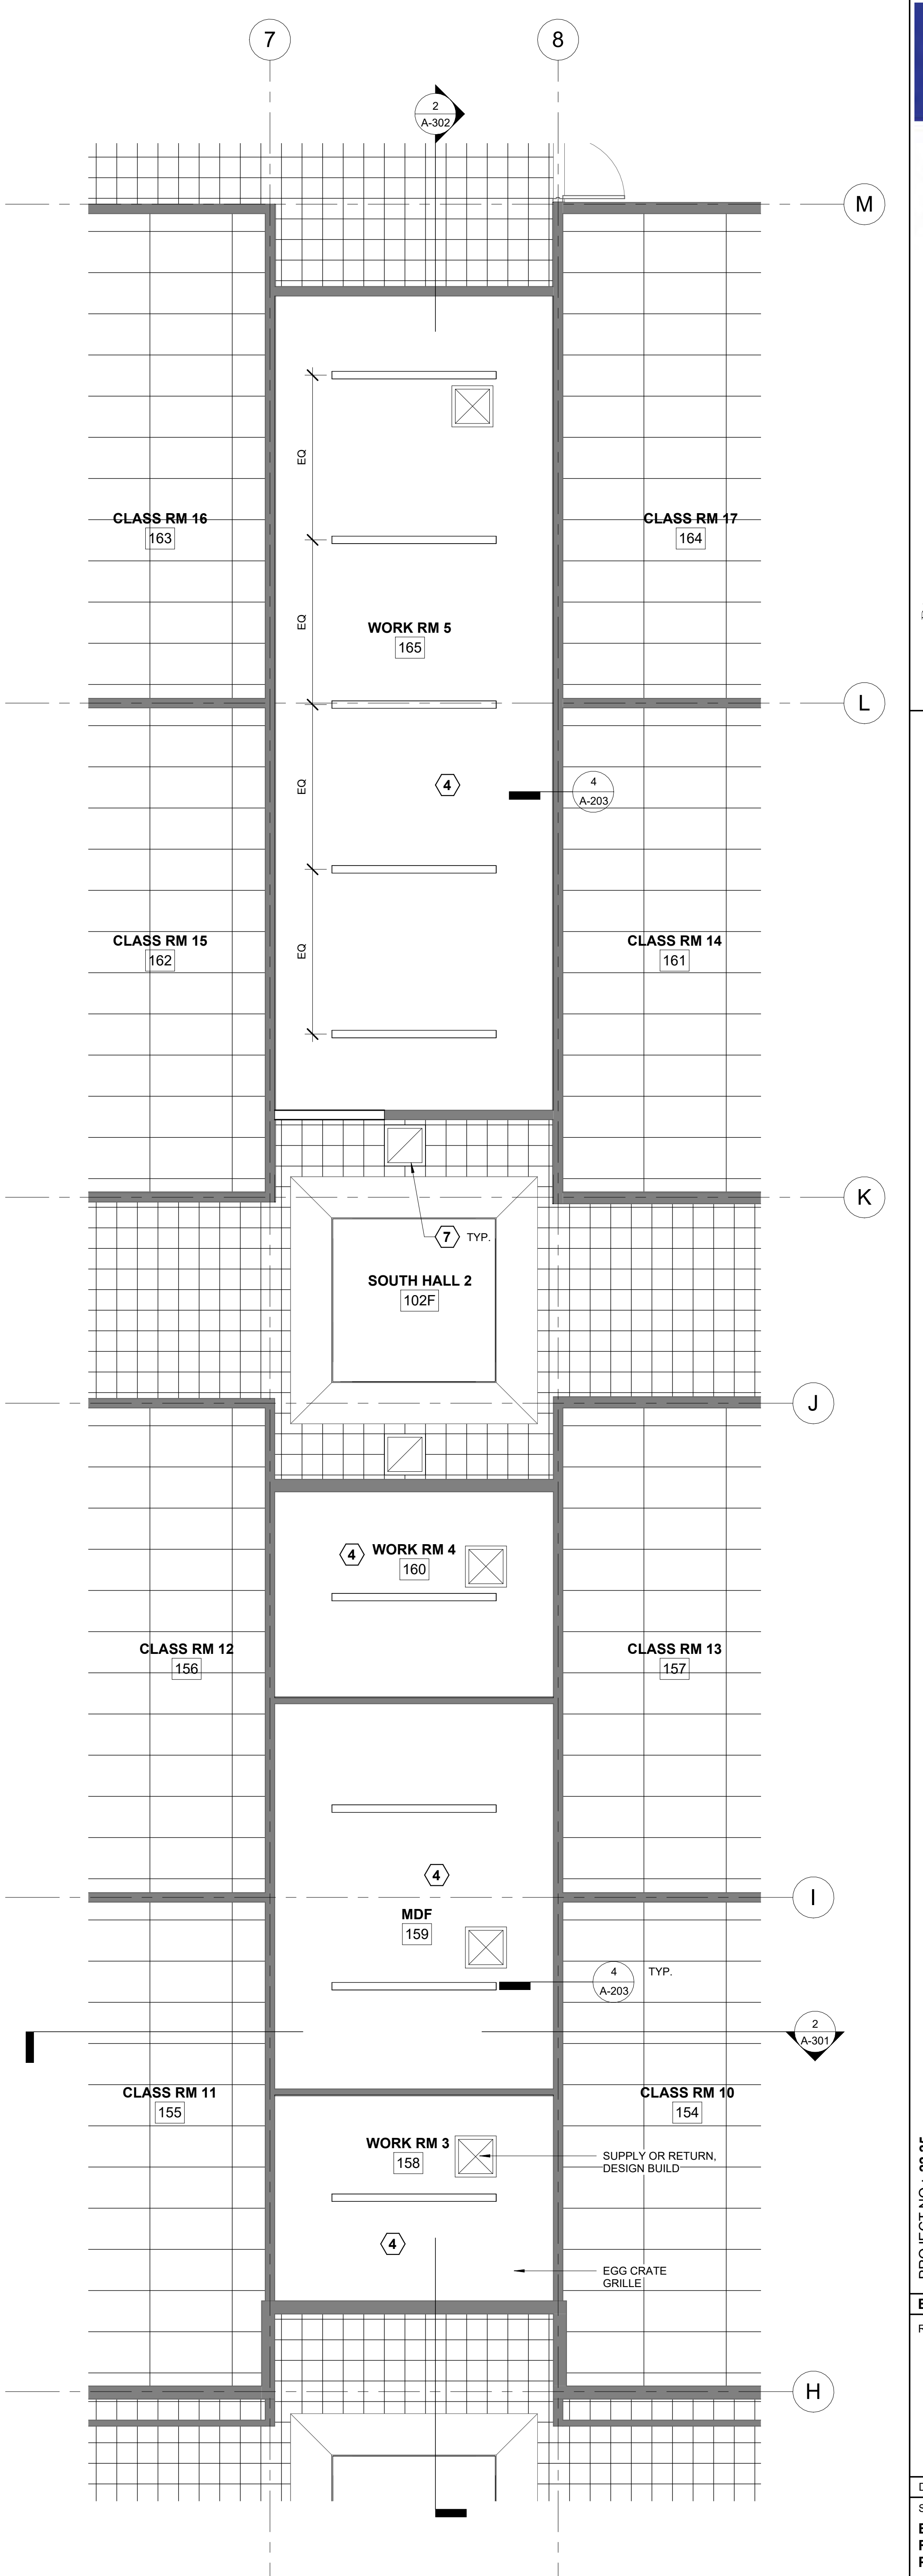 7
8
2
A-302
M
EQ
CLASS RM 16
163
CLASS RM 17
164
EQ
WORK RM 5
165
L
EQ
4
4
A-203
CLASS RM 15
162
CLASS RM 14
161
EQ
K
7 TYP.
SOUTH HALL 2
102F
J
4 WORK RM 4
160
CLASS RM 12
156
CLASS RM 13
157
4
I
MDF
159
4
A-203
TYP.
2
A-301
CLASS RM 11
155
CLASS RM 10
154
WORK RM 3
158
SUPPLY OR RETURN,
DESIGN BUILD
4
EGG CRATE
GRILLE
H